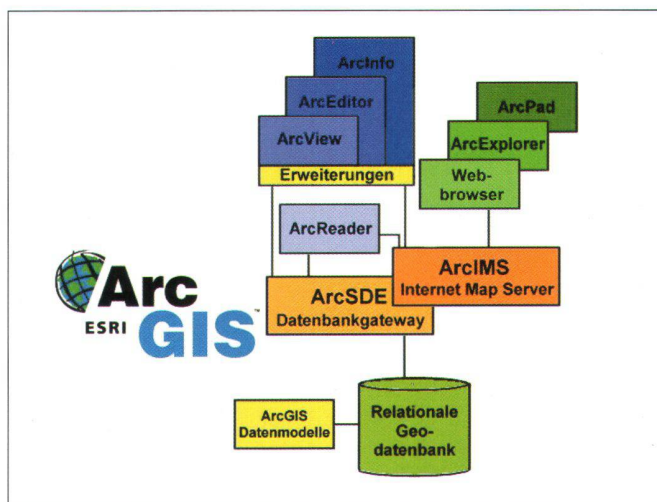 ArcInfo
ArcEditor
ArcView
Erweiterungen
ArcPad
ArcExplorer
Web-
browser
ArcReader
ArcIMS
Internet Map Server
ArcSDE
Datenbankgateway
Arc
ESRI GIS™
ArcGIS
Datenmodelle
Relationale
Geo-
datenbank